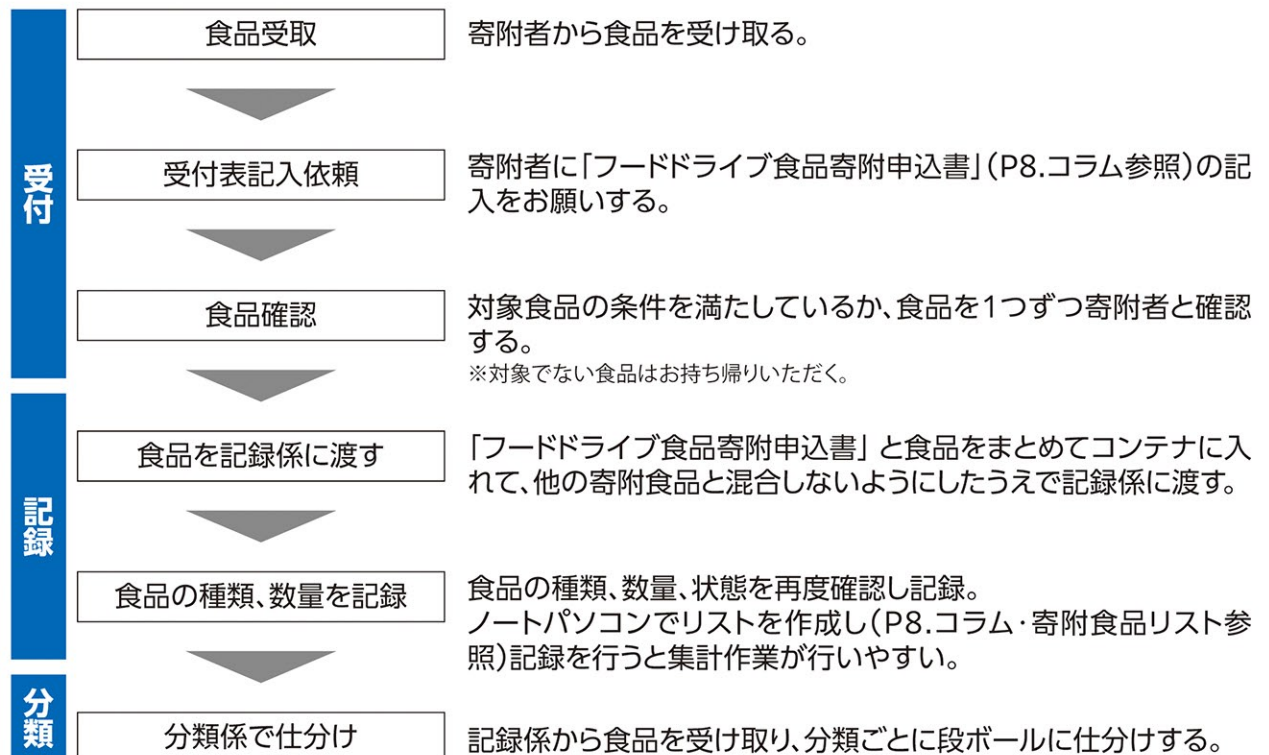 受付
食品受取
寄附者から食品を受け取る。
受付表記入依頼
寄附者に「フードドライブ食品寄附申込書」(P8.コラム参照)の記
入をお願いする。
食品確認
対象食品の条件を満たしているか、食品を1つずつ寄附者と確認
する。
※対象でない食品はお持ち帰りいただく。
記録
食品を記録係に渡す
「フードドライブ食品寄附申込書」と食品をまとめてコンテナに入
れて、他の寄附食品と混合しないようにしたうえで記録係に渡す。
食品の種類、数量を記録
食品の種類、数量、状態を再度確認し記録。
ノートパソコンでリストを作成し(P8.コラム・寄附食品リスト参
照)記録を行うと集計作業が行いやすい。
分類
分類係で仕分け
記録係から食品を受け取り、分類ごとに段ボールに仕分けする。